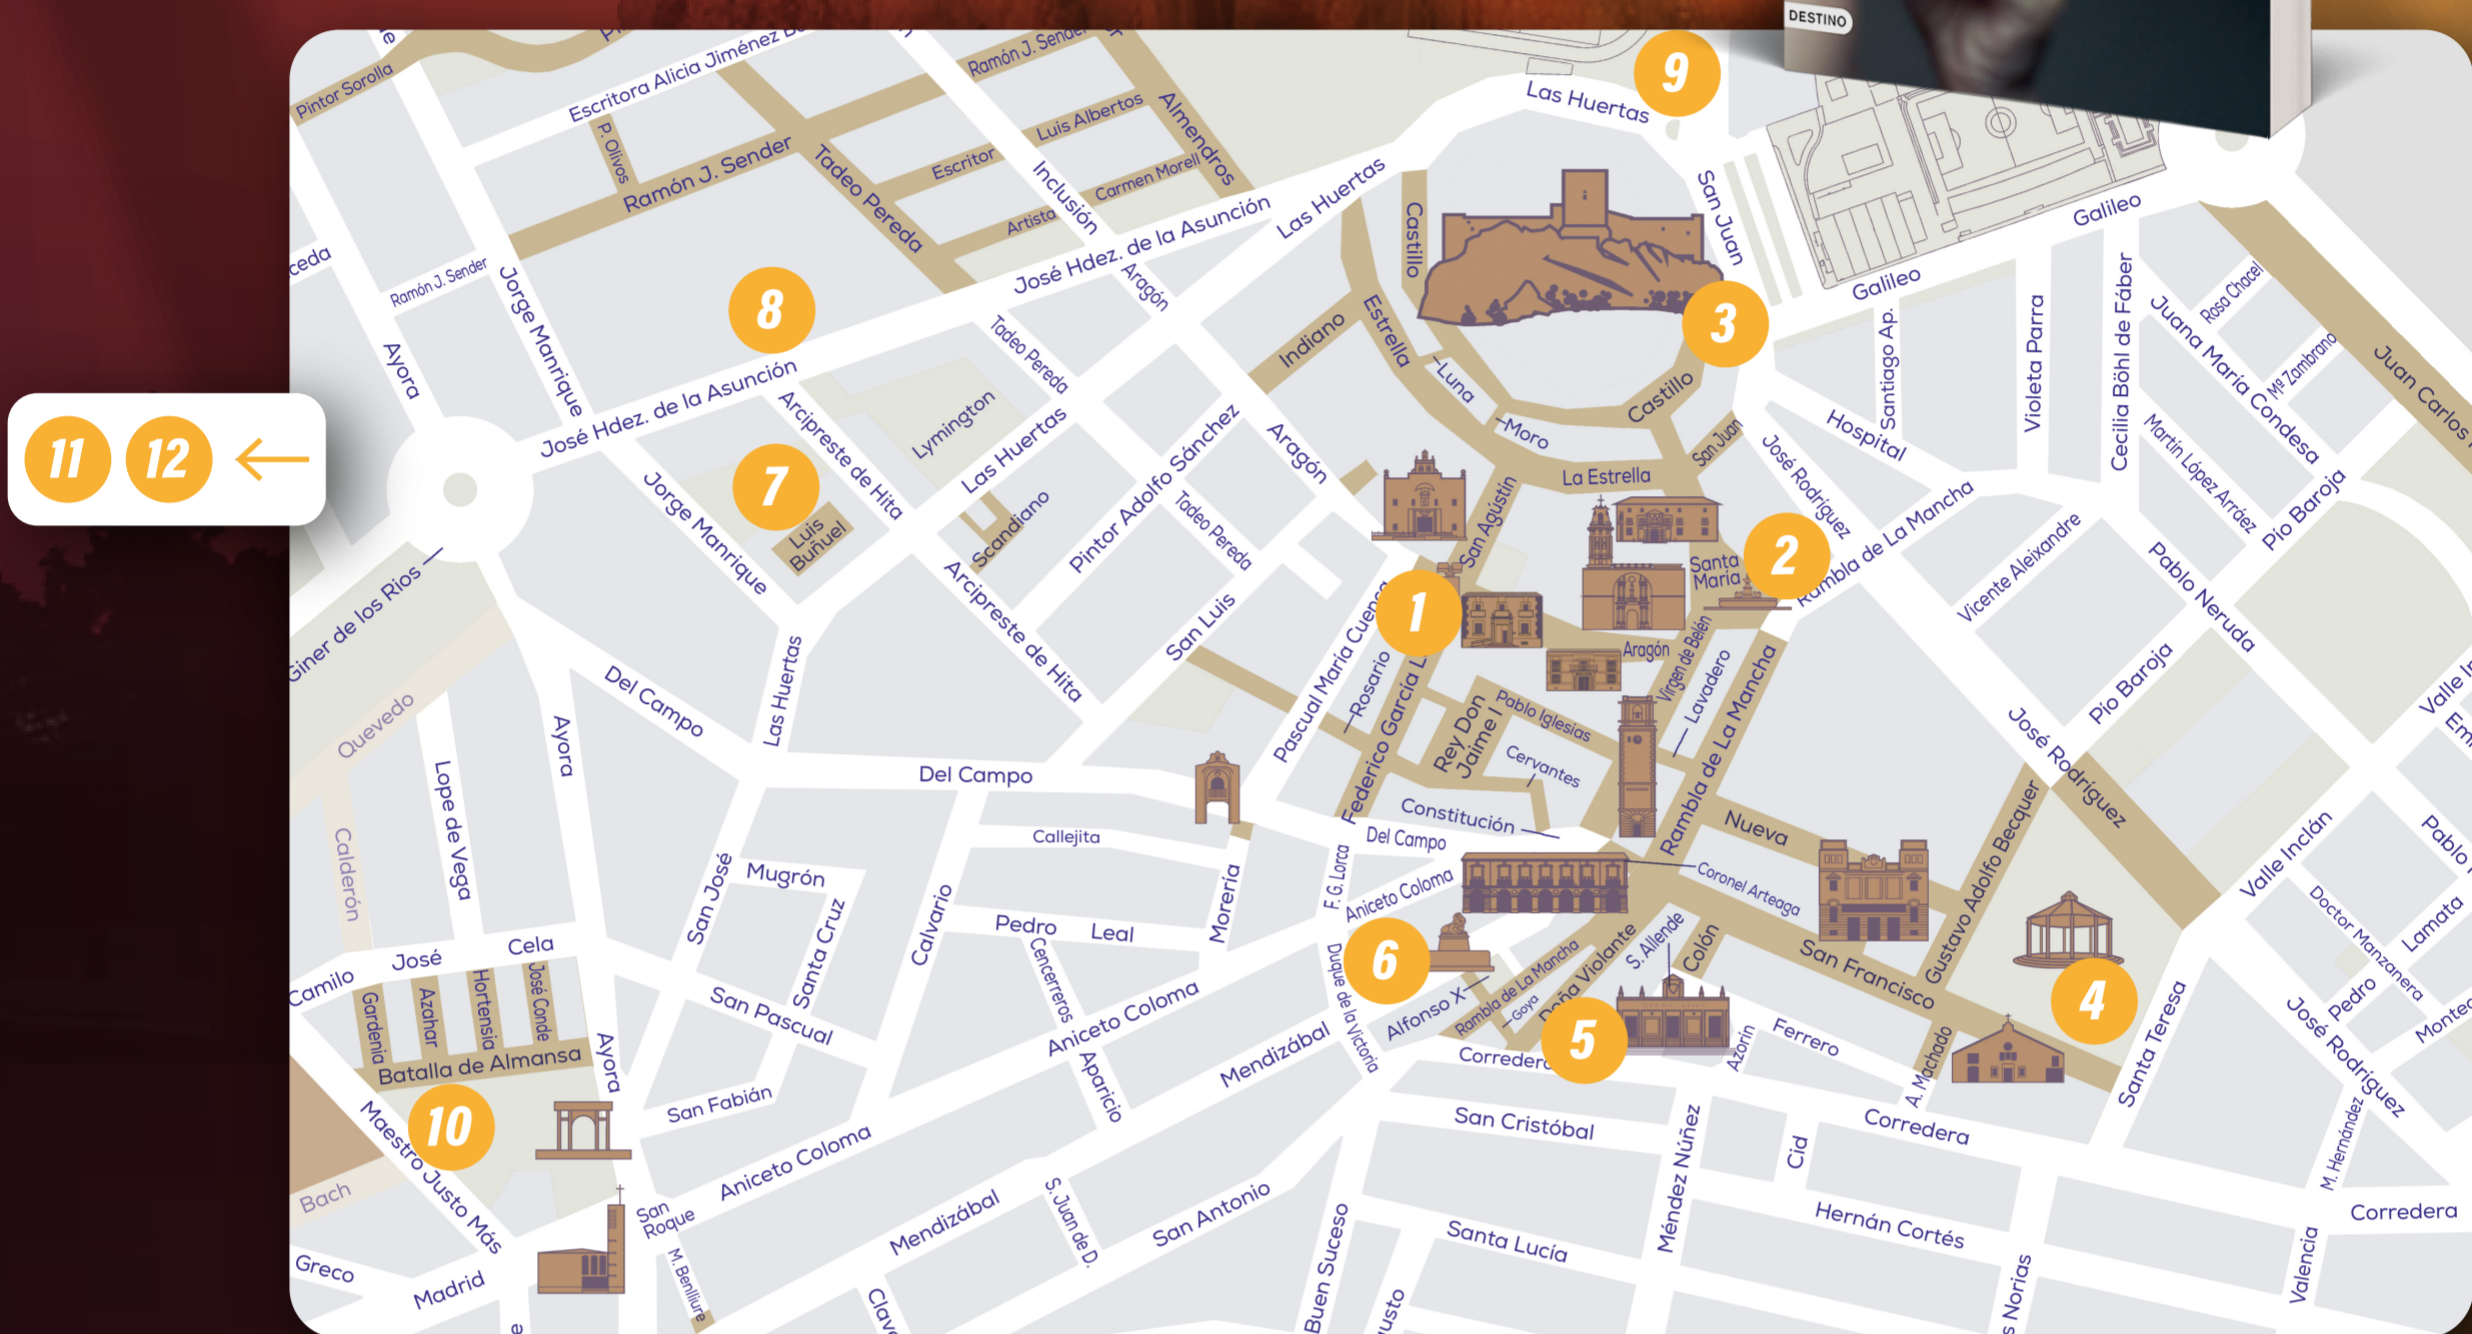 DESTINO
Pintor Sorolla
Escritora Alicia Jiménez
Ramón J. Sender
Almendros
Luis Albertos
Escritor
Carmen Morell
Artista
Inclusión
P. Olivos
Ramón J. Sender
Tadeo Pereda
Las Huertas
9
San Juan
Galileo
Galileo
Castillo
Las Huertas
José Hdez. de la Asunción
Aragón
Ramón J. Sender
Jorge Manrique
Ayora
8
3
Estrella
Indiano
Luna
Moro
Castillo
La Estrella
San Juan
Santiago Ap.
Violeta Parra
Cecilia Böhl de Fáber
Rosa Chacel
Juana María Condesa
Mª Zambrano
Juan Carlos
Martín López Arráez
Pío Baroja
Hospital
José Rodríguez
Rambla de La Mancha
11
12
José Hdez. de la Asunción
Tadeo Pereda
Arcipreste de Hita
Lymington
Las Huertas
7
Luis
Buñuel
Scandiano
Pintor Adolfo Sánchez
Aragón
Tadeo Pereda
Jorge Manrique
Giner de los Rios
San Agustín
2
Santa
María
1
Pascual María Cuenca
Rosario
Aragón
Virgen de Belén
Lavadero
Rambla de La Mancha
Vicente Aleixandre
Pablo Neruda
Pío Baroja
José Rodríguez
Arcipreste de Hita
San Luis
Del Campo
Las Huertas
Quevedo
Ayora
Lope de Vega
Calderón
Del Campo
Callejita
Federico García
Rey Don
Jaime I
Pablo Iglesias
Cervantes
Constitución
Del Campo
Nueva
Coronel Arteaga
Gustavo Adolfo Becquer
Valle Inclán
Doctor Manzanera
Lamata
Pedro
José Rodríguez
F. G. Lorca
Aniceto Coloma
6
Mugrón
San José
Santa Cruz
Calvario
Pedro Leal
Morería
Cencerreros
Duque de la Victoria
Camilo José Cela
Gardenia
Azahar
Hortensia
José Conde
Batalla de Almansa
Ayora
San Pascual
Aniceto Coloma
Mendizábal
Aparicio
Alfonso X
Rambla de La Mancha
Goya
S. Allende
Colón
5
San Francisco
4
Ferrero
Azorín
A. Machado
Santa Teresa
Corredera
San Cristóbal
Méndez Núñez
Cid
M. Hernández
Corredera
10
Maestro Justo Más
San Fabián
Aniceto Coloma
Bach
Greco
Madrid
San
Roque
M. Benlliure
Mendizábal
S. Juan de D.
San Antonio
Buen Suceso
Santa Lucía
Hernán Cortés
Valencia